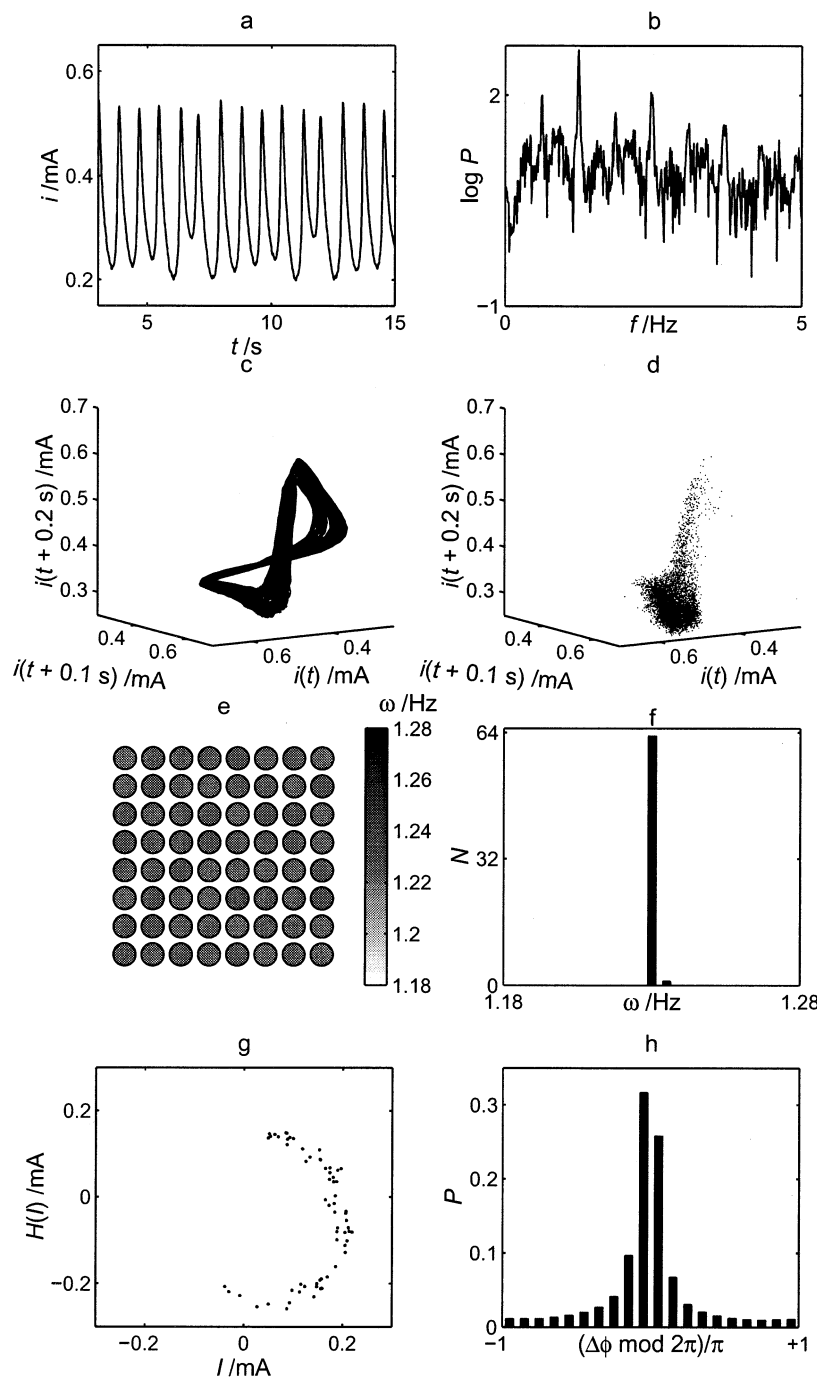 a
0.6
0.4
0.2
i /mA
5
10
15
t /s
b
2
−1
log P
0
5
f /Hz
c
0.7
0.6
0.5
0.4
0.3
i(t + 0.2 s) /mA
0.4
0.6
i(t + 0.1 s) /mA
0.6
0.4
i(t) /mA
d
0.7
0.6
0.5
0.4
0.3
i(t + 0.2 s) /mA
0.4
0.6
i(t + 0.1 s) /mA
0.6
0.4
i(t) /mA
e
ω /Hz
1.28
1.26
1.24
1.22
1.2
1.18
f
64
32
0
N
1.18
1.28
ω /Hz
g
0.2
0
−0.2
H(I) /mA
−0.2
0
0.2
I /mA
h
0.3
0.2
0.1
0
P
−1
+1
(Δϕ mod 2π)/π